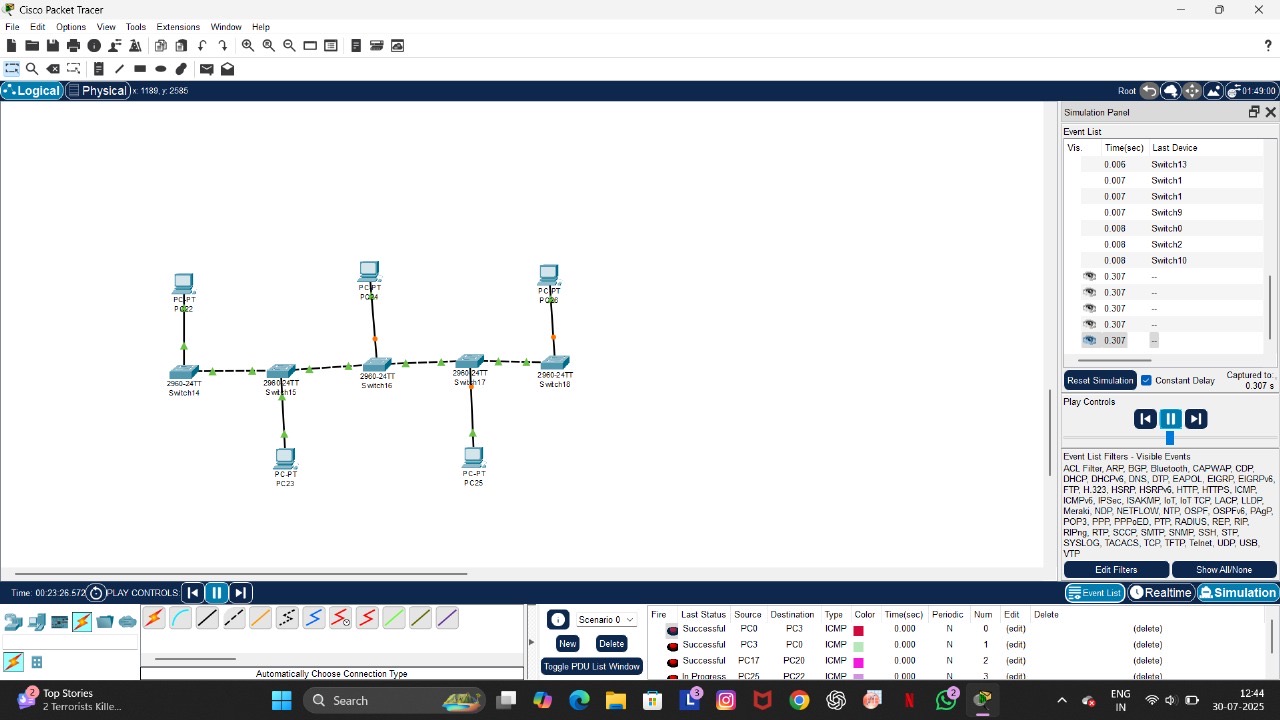 Cisco Packet Tracer
File Edit Options View Tools Extensions Window Help
?
Logical Physical x: 1189, y: 2585 Root 01:49:00
Simulation Panel
Event List
Vis. Time(sec) Last Device
0.006 Switch13
0.007 Switch1
0.007 Switch1
0.007 Switch9
0.008 Switch0
0.008 Switch2
0.008 Switch10
0.307 --
0.307 --
0.307 --
0.307 --
0.307 --
Reset Simulation Constant Delay Captured to:
0.307 s
Play Controls
Event List Filters - Visible Events
ACL Filter, ARP, BGP, Bluetooth, CAPWAP, CDP,
DHCP, DHCPv6, DNS, DTP, EAPOL, EIGRP, EIGRPv6,
FTP, H.323, HSRP, HSRPv6, HTTP, HTTPS, ICMP,
ICMPv6, IPSec, ISAKMP, IoT, IoT TCP, LACP, LLDP,
Meraki, NDP, NETFLOW, NTP, OSPF, OSPFv6, PAgP,
POP3, PPP, PPPoED, PTP, RADIUS, REP, RIP,
RIPng, RTP, SCCP, SMTP, SNMP, SSH, STP,
SYSLOG, TACACS, TCP, TFTP, Telnet, UDP, USB,
VTP
Edit Filters Show All/None
PC-PT
PC22
PC-PT
PC24
PC-PT
PC26
2960-24TT
Switch14
2960-24TT
Switch15
2960-24TT
Switch16
2960-24TT
Switch17
2960-24TT
Switch18
PC-PT
PC23
PC-PT
PC25
Time: 00:23:26.572 PLAY CONTROLS: Event List Realtime Simulation
Automatically Choose Connection Type
Scenario 0
New Delete
Toggle PDU List Window
Fire Last Status Source Destination Type Color Time(sec) Periodic Num Edit Delete
Successful PC0 PC3 ICMP 0.000 N 0 (edit) (delete)
Successful PC3 PC0 ICMP 0.000 N 1 (edit) (delete)
Successful PC17 PC20 ICMP 0.000 N 2 (edit) (delete)
In Progress PC25 PC22 ICMP 0.000 N 3 (edit) (delete)
2 Top Stories
2 Terrorists Kille...
Search
3
2
ENG
IN
12:44
30-07-2025